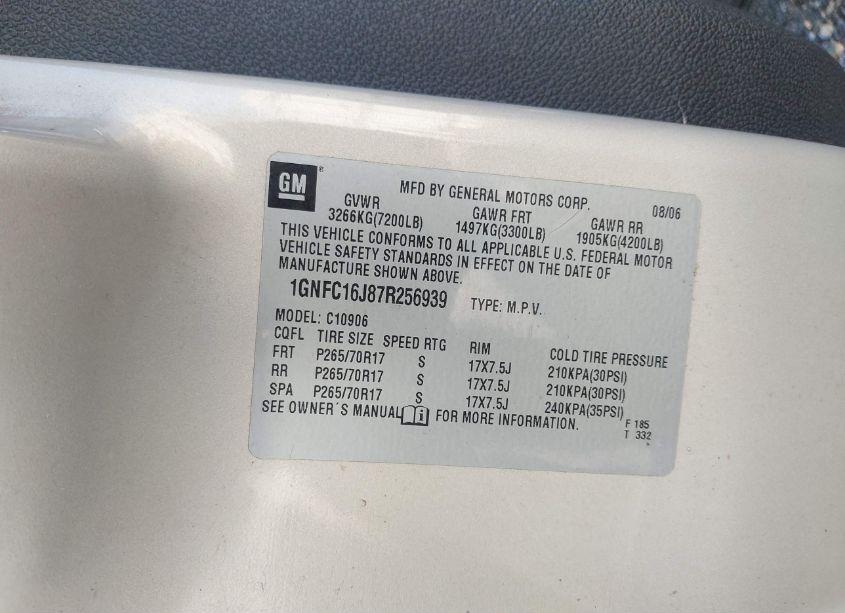 GM ® MFD BY GENERAL MOTORS CORP. 08/06
GVWR GAWR FRT GAWR RR
3266KG(7200LB) 1497KG(3300LB) 1905KG(4200LB)
THIS VEHICLE CONFORMS TO ALL APPLICABLE U.S. FEDERAL MOTOR
VEHICLE SAFETY STANDARDS IN EFFECT ON THE DATE OF
MANUFACTURE SHOWN ABOVE.
1GNFC16J87R256939 TYPE: M.P.V.
MODEL: C10906
CQFL TIRE SIZE SPEED RTG RIM COLD TIRE PRESSURE
FRT P265/70R17 S 17X7.5J 210KPA(30PSI)
RR P265/70R17 S 17X7.5J 210KPA(30PSI)
SPA P265/70R17 S 17X7.5J 240KPA(35PSI)
SEE OWNER´S MANUAL i FOR MORE INFORMATION. F 185
T 332